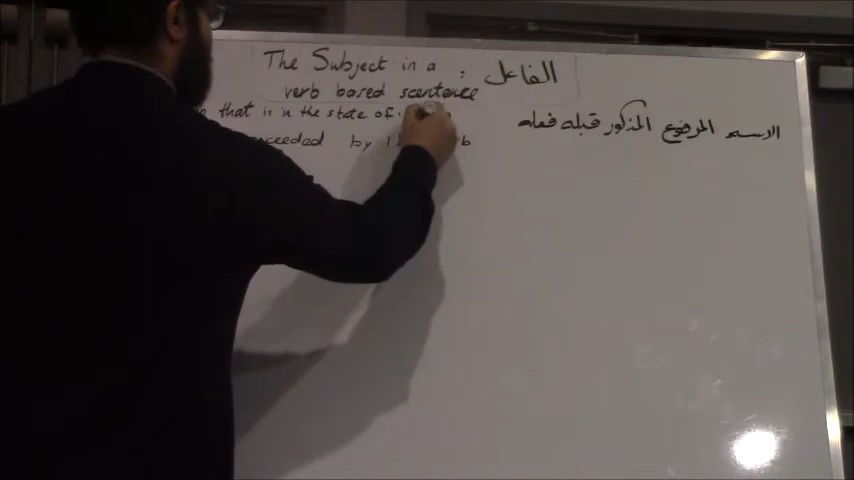 The Subject in a : الفاعل
verb based scentence
that is in the state of
الاسم المرفوع المذكور قبله فعله
by